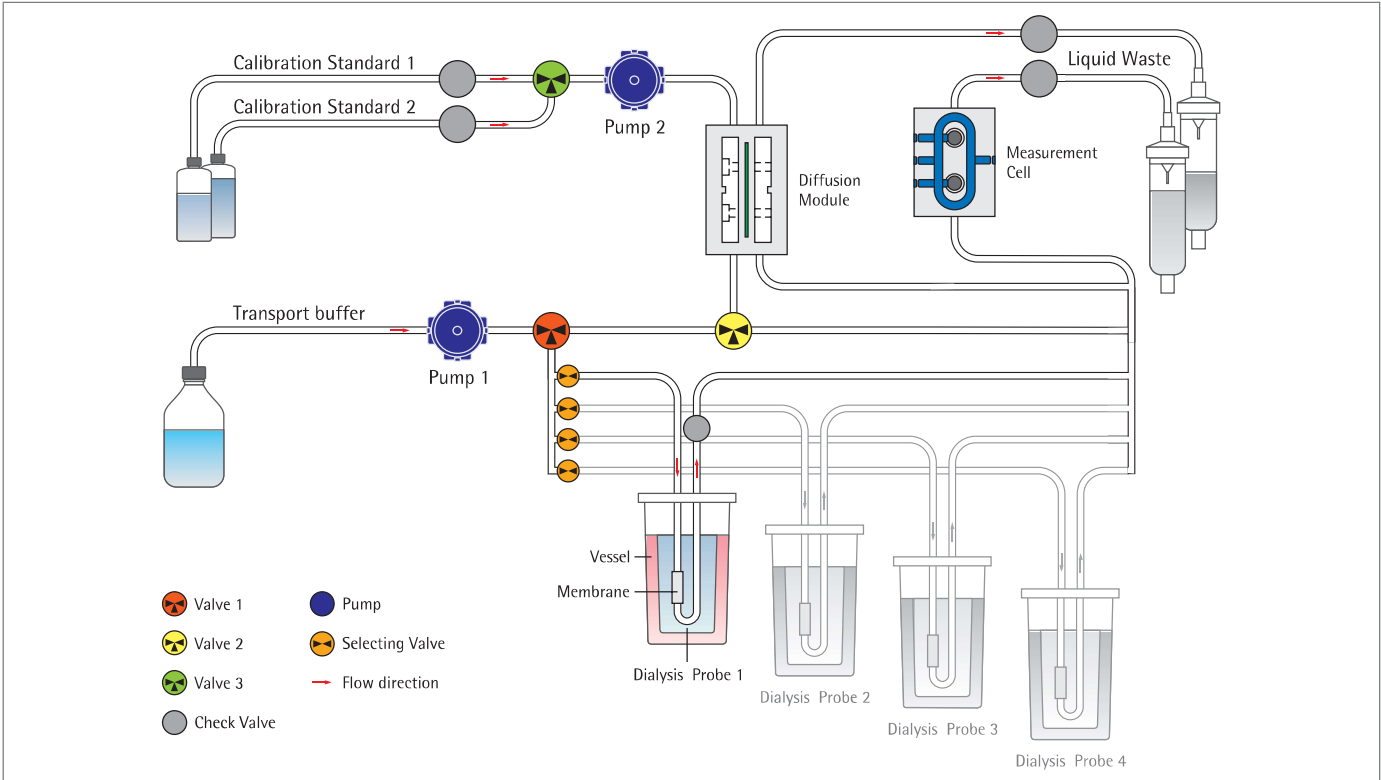 Calibration Standard 1
Calibration Standard 2
Pump 2
Liquid Waste
Measurement
Cell
Diffusion
Module
Transport buffer
Pump 1
Vessel
Membrane
Dialysis Probe 1
Dialysis Probe 2
Dialysis Probe 3
Dialysis Probe 4
Valve 1
Valve 2
Valve 3
Check Valve
Pump
Selecting Valve
Flow direction